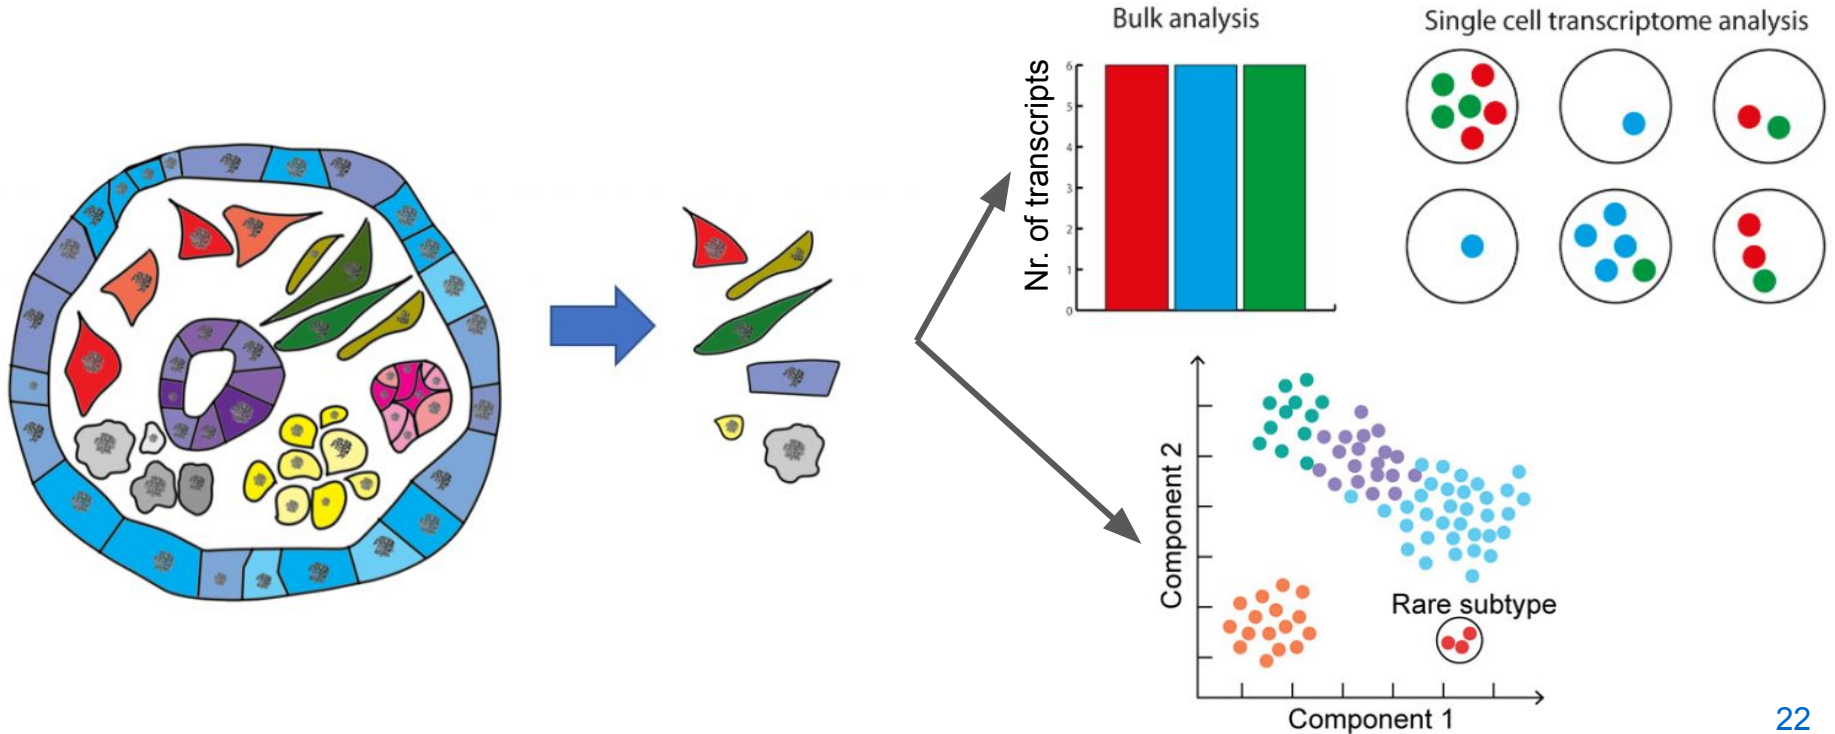 Bulk analysis
Single cell transcriptome analysis
Nr. of transcripts
6
5
4
3
2
1
0
Component 2
Rare subtype
Component 1
22